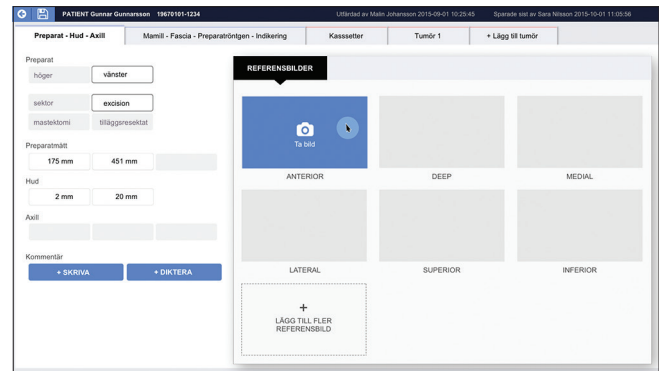 PATIENT Gunnar Gunnarsson 19670101-1234 Utfärdad av Malin Johansson 2015-09-01 10:25:45 Sparade sist av Sara Nilsson 2015-10-01 11:05:56
Preparat - Hud - Axill Mamill - Fascia - Preparatröntgen - Indikering Kasssetter Tumör 1 + Lägg till tumör
Preparat
höger vänster
sektor excision
mastektomi tilläggsresektat
Preparatmått
175 mm 451 mm
Hud
2 mm 20 mm
Axill
Kommentär
+ SKRIVA + DIKTERA
REFERENSBILDER
Ta bild
ANTERIOR DEEP MEDIAL
LATERAL SUPERIOR INFERIOR
+
LÄGG TILL FLER
REFERENSBILD